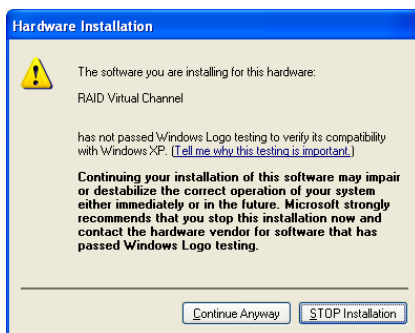 Hardware Installation
The software you are installing for this hardware:
RAID Virtual Channel
has not passed Windows Logo testing to verify its compatibility
with Windows XP. (Tell me why this testing is important.)
Continuing your installation of this software may impair
or destabilize the correct operation of your system
either immediately or in the future. Microsoft strongly
recommends that you stop this installation now and
contact the hardware vendor for software that has
passed Windows Logo testing.
Continue Anyway
STOP Installation